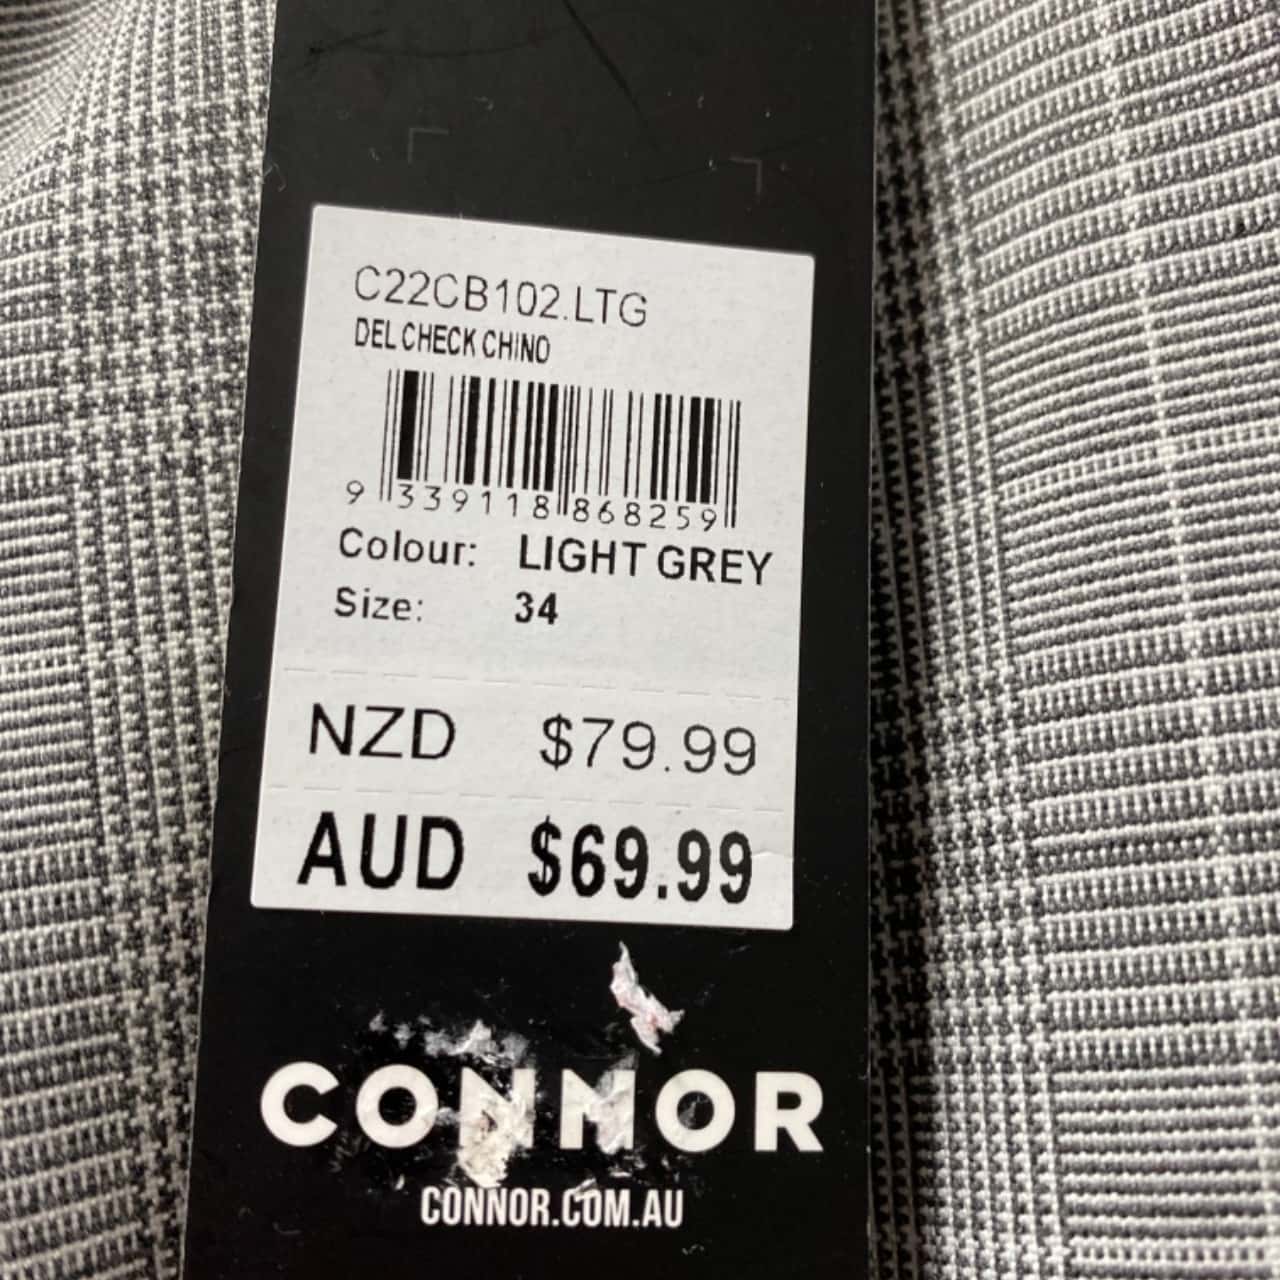 C22CB102.LTG
DEL CHECK CHINO
9 339118 868259
Colour: LIGHT GREY
Size: 34
NZD $79.99
AUD $69.99
CONNOR
CONNOR.COM.AU